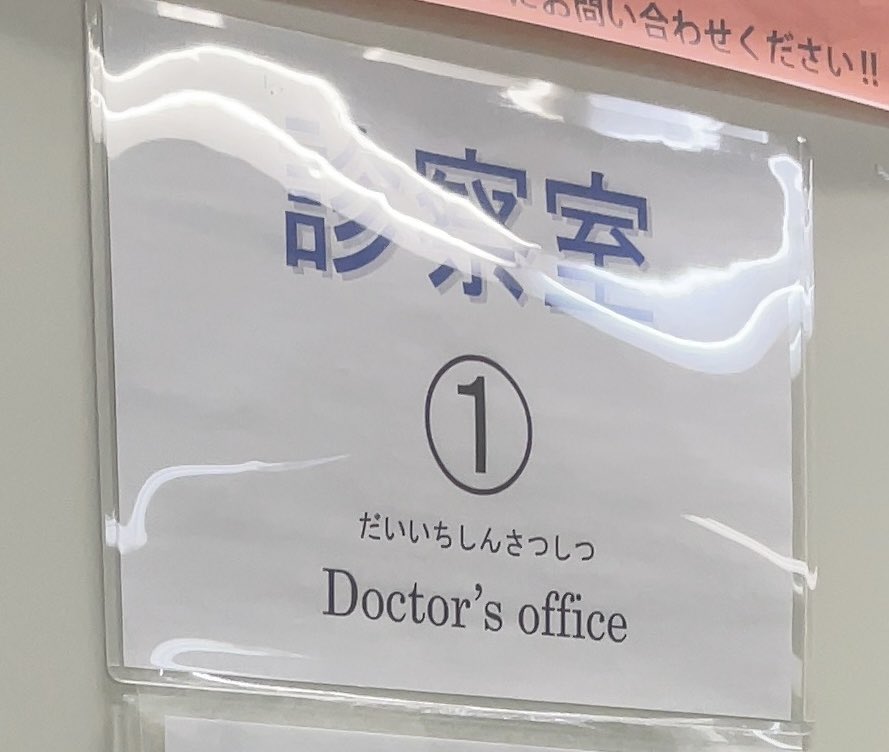 にお問い合わせください!!
診察室
①
だいいちしんさつしつ
Doctor's office